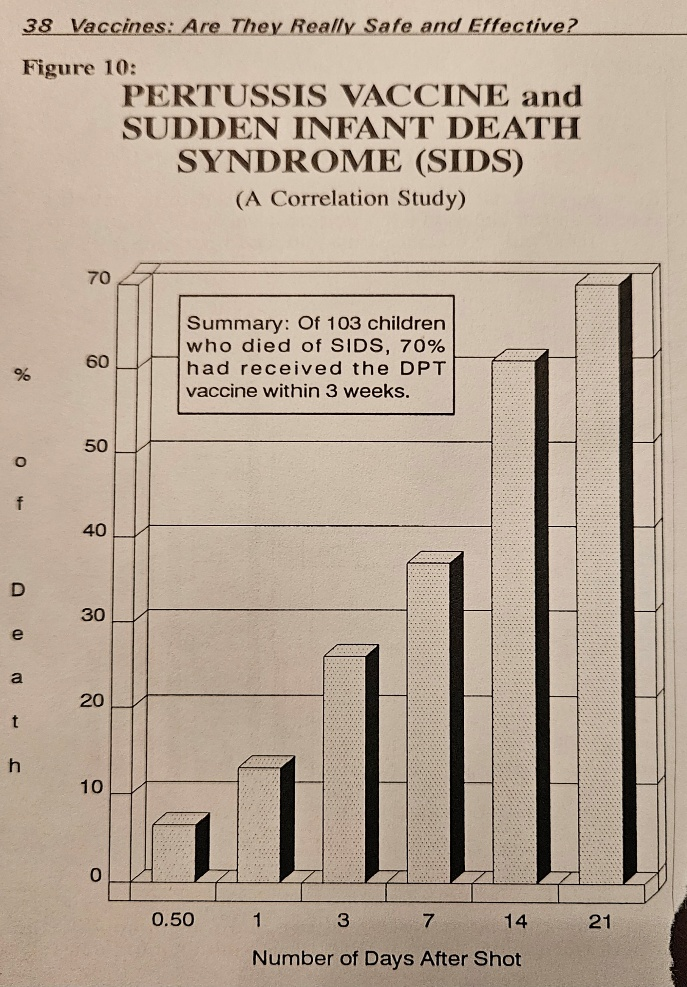 38 Vaccines: Are They Really Safe and Effective?
Figure 10:
PERTUSSIS VACCINE and
SUDDEN INFANT DEATH
SYNDROME (SIDS)
(A Correlation Study)
Summary: Of 103 children
who died of SIDS, 70%
had received the DPT
vaccine within 3 weeks.
% of Death
70
60
50
40
30
20
10
0
0.50 1 3 7 14 21
Number of Days After Shot